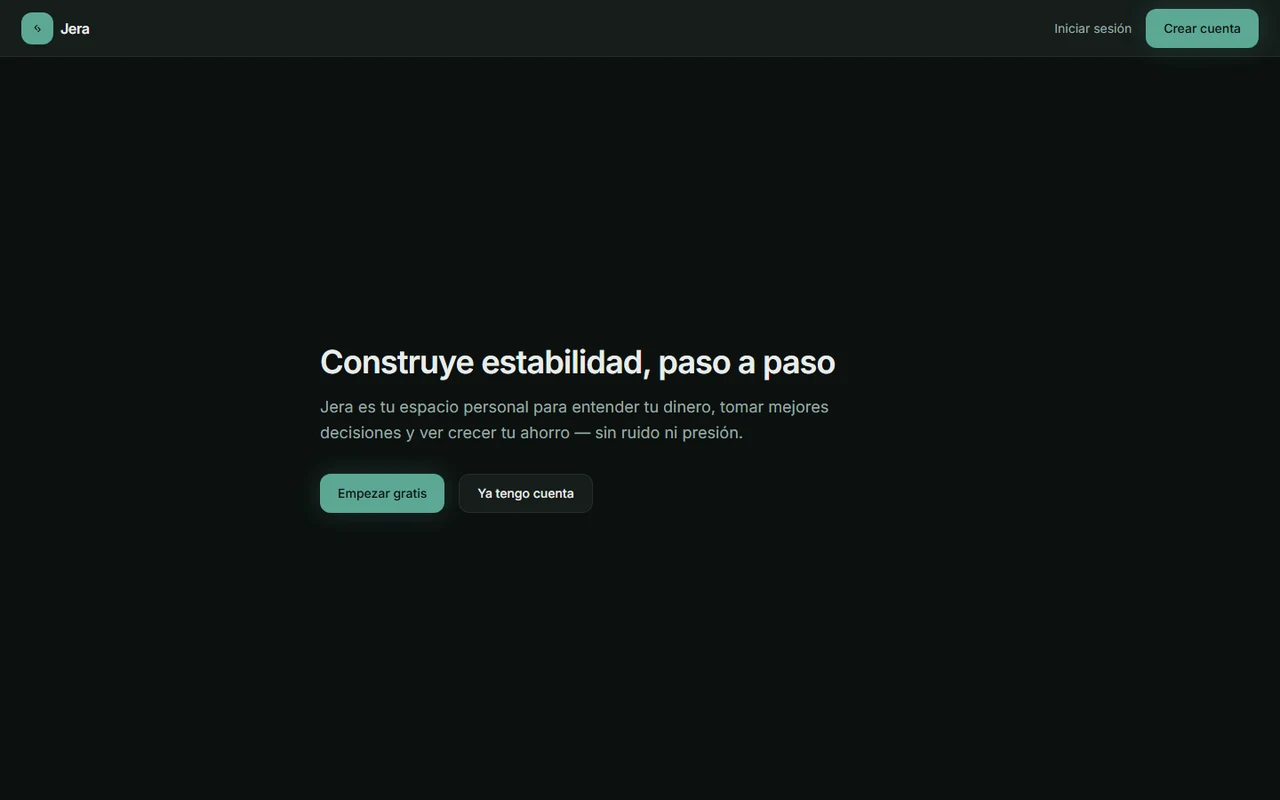 Jera
Iniciar sesión
Crear cuenta
Construye estabilidad, paso a paso
Jera es tu espacio personal para entender tu dinero, tomar mejores
decisiones y ver crecer tu ahorro — sin ruido ni presión.
Empezar gratis
Ya tengo cuenta